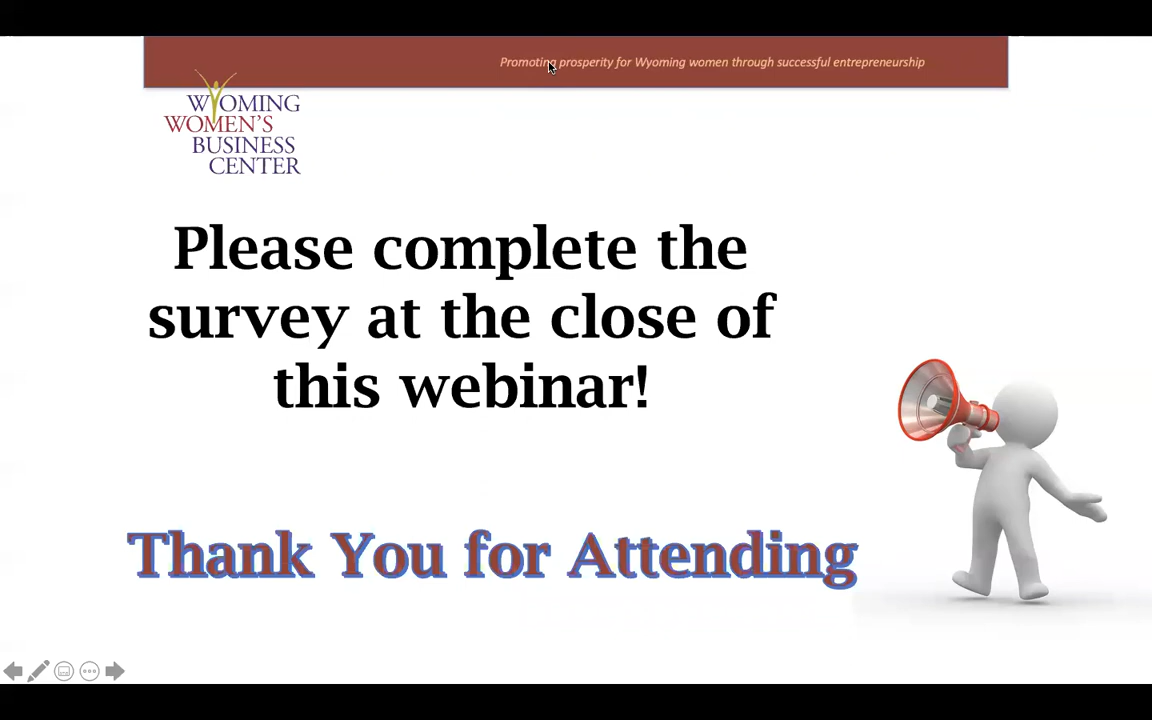 Promoting prosperity for Wyoming women through successful entrepreneurship
WYOMING
WOMEN'S
BUSINESS
CENTER
Please complete the
survey at the close of
this webinar!
Thank You for Attending